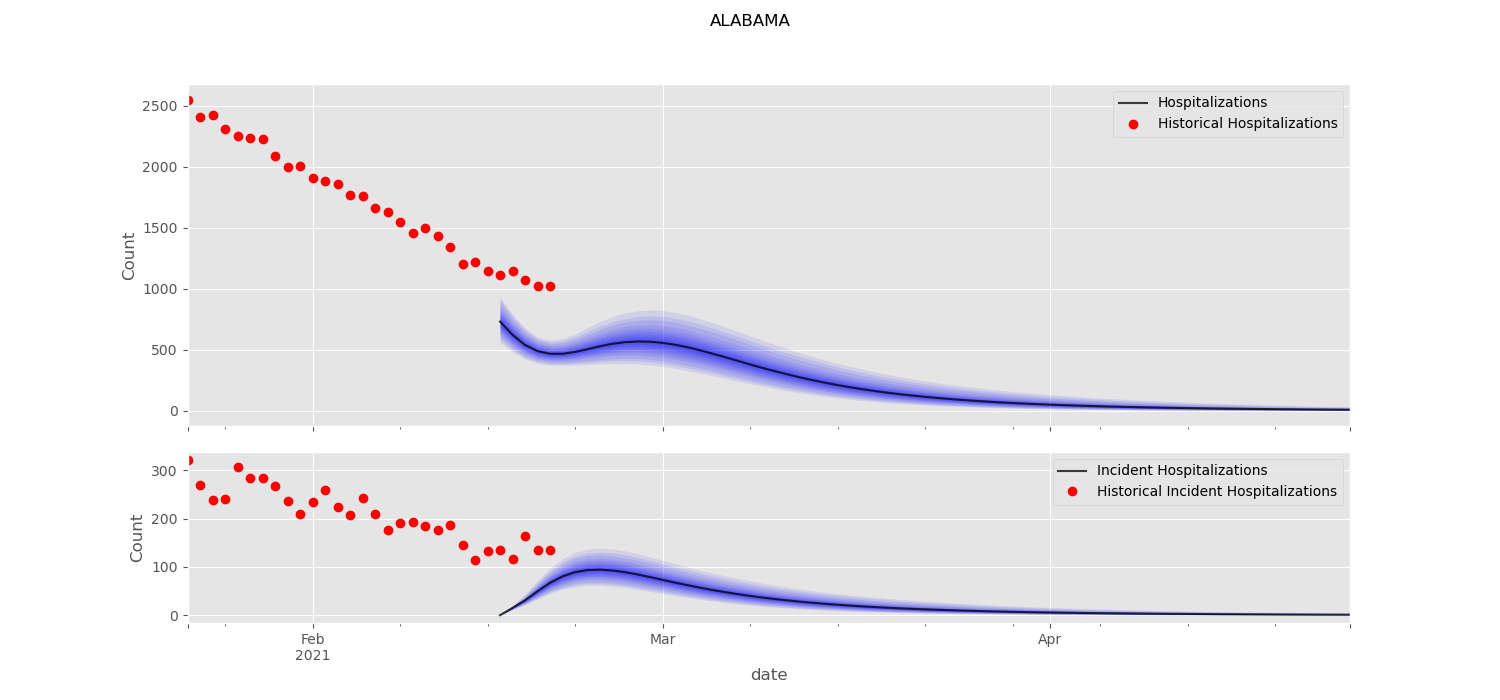 ALABAMA
Hospitalizations
Historical Hospitalizations
2500
2000
1500
1000
500
0
Count
Incident Hospitalizations
Historical Incident Hospitalizations
300
200
100
0
Count
Feb
2021
Mar
Apr
date